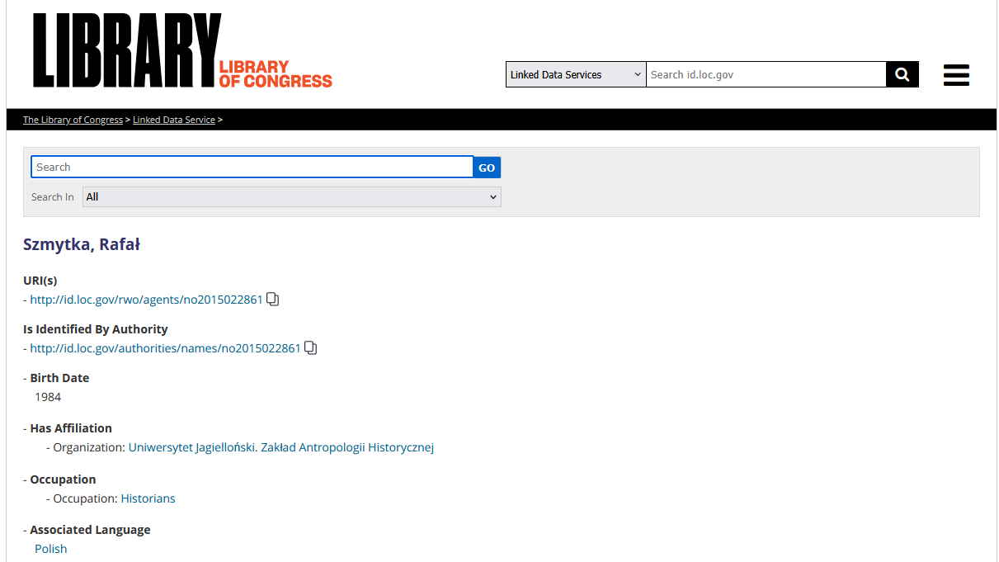 LIBRARY
LIBRARY
OF CONGRESS
Linked Data Services
Search id.loc.gov
The Library of Congress > Linked Data Service >
Search
GO
Search In
All
Szmytka, Rafał
URI(s)
- http://id.loc.gov/rwo/agents/no2015022861
Is Identified By Authority
- http://id.loc.gov/authorities/names/no2015022861
- Birth Date
1984
- Has Affiliation
- Organization: Uniwersytet Jagielloński. Zakład Antropologii Historycznej
- Occupation
- Occupation: Historians
- Associated Language
Polish